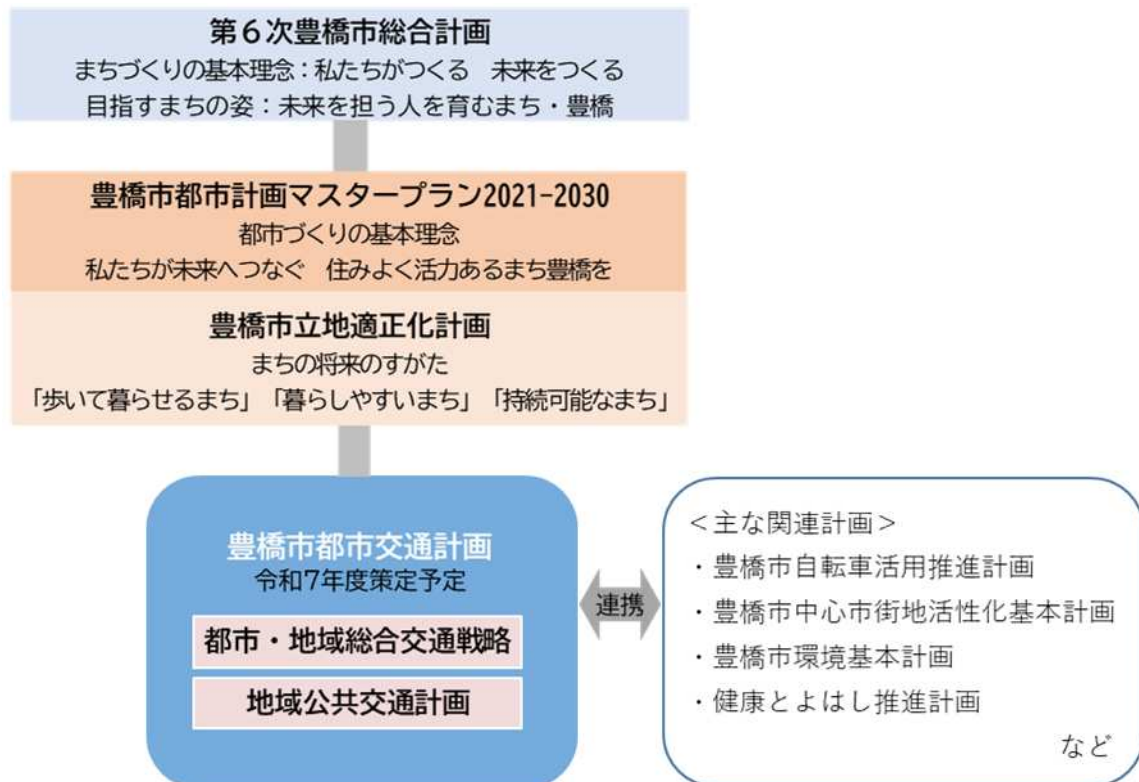 第６次豊橋市総合計画
まちづくりの基本理念：私たちがつくる　未来をつくる
目指すまちの姿：未来を担う人を育むまち・豊橋
豊橋市都市計画マスタープラン2021-2030
都市づくりの基本理念
私たちが未来へつなぐ　住みよく活力あるまち豊橋を
豊橋市立地適正化計画
まちの将来のすがた
「歩いて暮らせるまち」「暮らしやすいまち」「持続可能なまち」
豊橋市都市交通計画
令和7年度策定予定
都市・地域総合交通戦略
地域公共交通計画
連携
＜主な関連計画＞
・豊橋市自転車活用推進計画
・豊橋市中心市街地活性化基本計画
・豊橋市環境基本計画
・健康とよはし推進計画
など